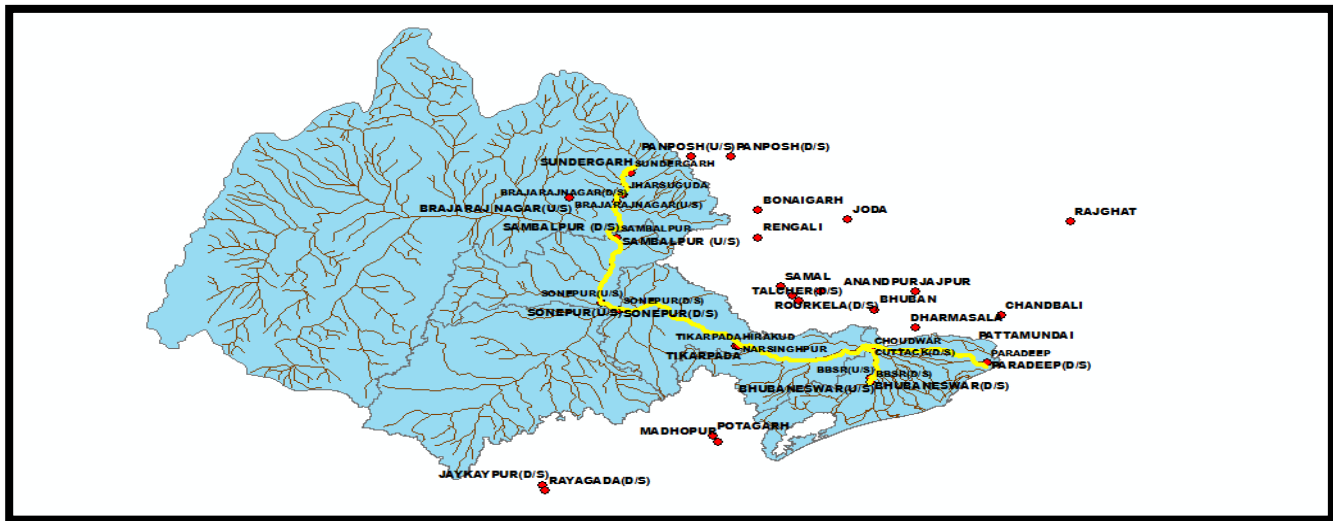 PANPOSH(U/S) PANPOSH(D/S)
SUNDERGARH SUNDERGARH
JHARSUGUDA
BRAJARAJNAGAR(D/S)
BRAJARAJNAGAR(U/S) BRAJARAJNAGAR(U/S)
BONAIGARH
JODA
RAJGHAT
SAMBALPUR (D/S) SAMBALPUR
RENGALI
SAMBALPUR (U/S)
SAMAL
ANANDPUR JAJPUR
TALCHER(D/S)
SONEPUR(U/S) SONEPUR(D/S)
BHUBAN
ROURKELA(D/S)
CHANDBALI
SONEPUR(U/S) SONEPUR(D/S)
DHARMASALA
TIKARPADA HIRAKUD
PATTAMUNDAI
CHOUDWAR
NARSINGHPUR
CUTTACK(D/S)
TIKARPADA
PARADEEP
PARADEEP(D/S)
BBSR(U/S) BBSR(D/S)
BHUBANESWAR(U/S) BHUBANESWAR(D/S)
MADHOPUR POTAGARH
JAYKAYPUR(D/S)
RAYAGADA(D/S)